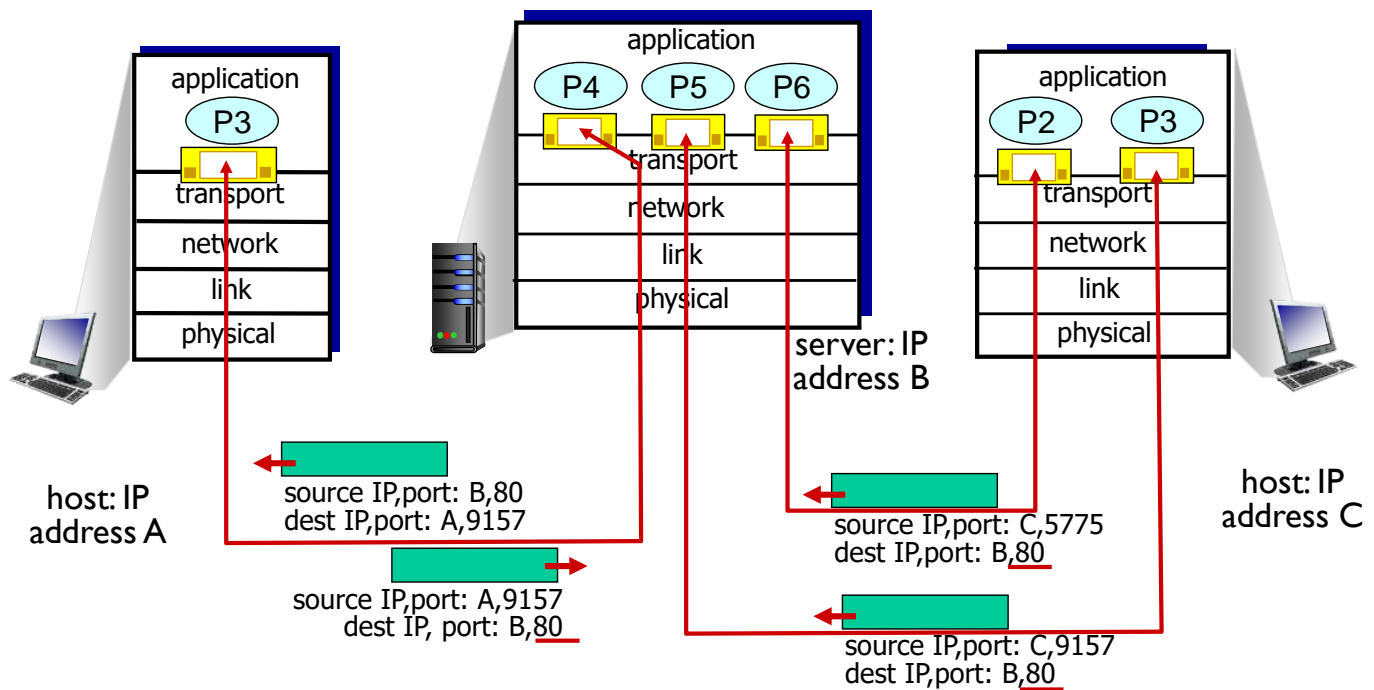 application
P3
transport
network
link
physical
host: IP
address A
application
P4 P5 P6
transport
network
link
physical
server: IP
address B
application
P2 P3
transport
network
link
physical
host: IP
address C
source IP,port: B,80
dest IP,port: A,9157
source IP,port: A,9157
dest IP, port: B,80
source IP,port: C,5775
dest IP,port: B,80
source IP,port: C,9157
dest IP,port: B,80